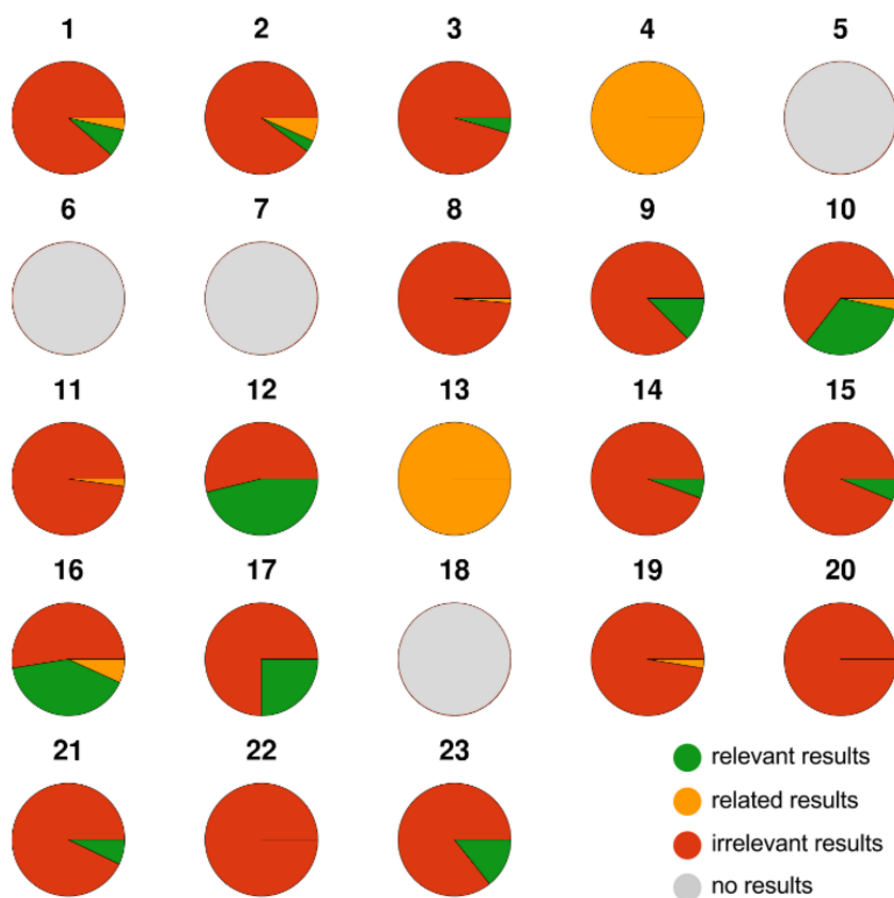 1 2 3 4 5
6 7 8 9 10
11 12 13 14 15
16 17 18 19 20
21 22 23
relevant results
related results
irrelevant results
no results